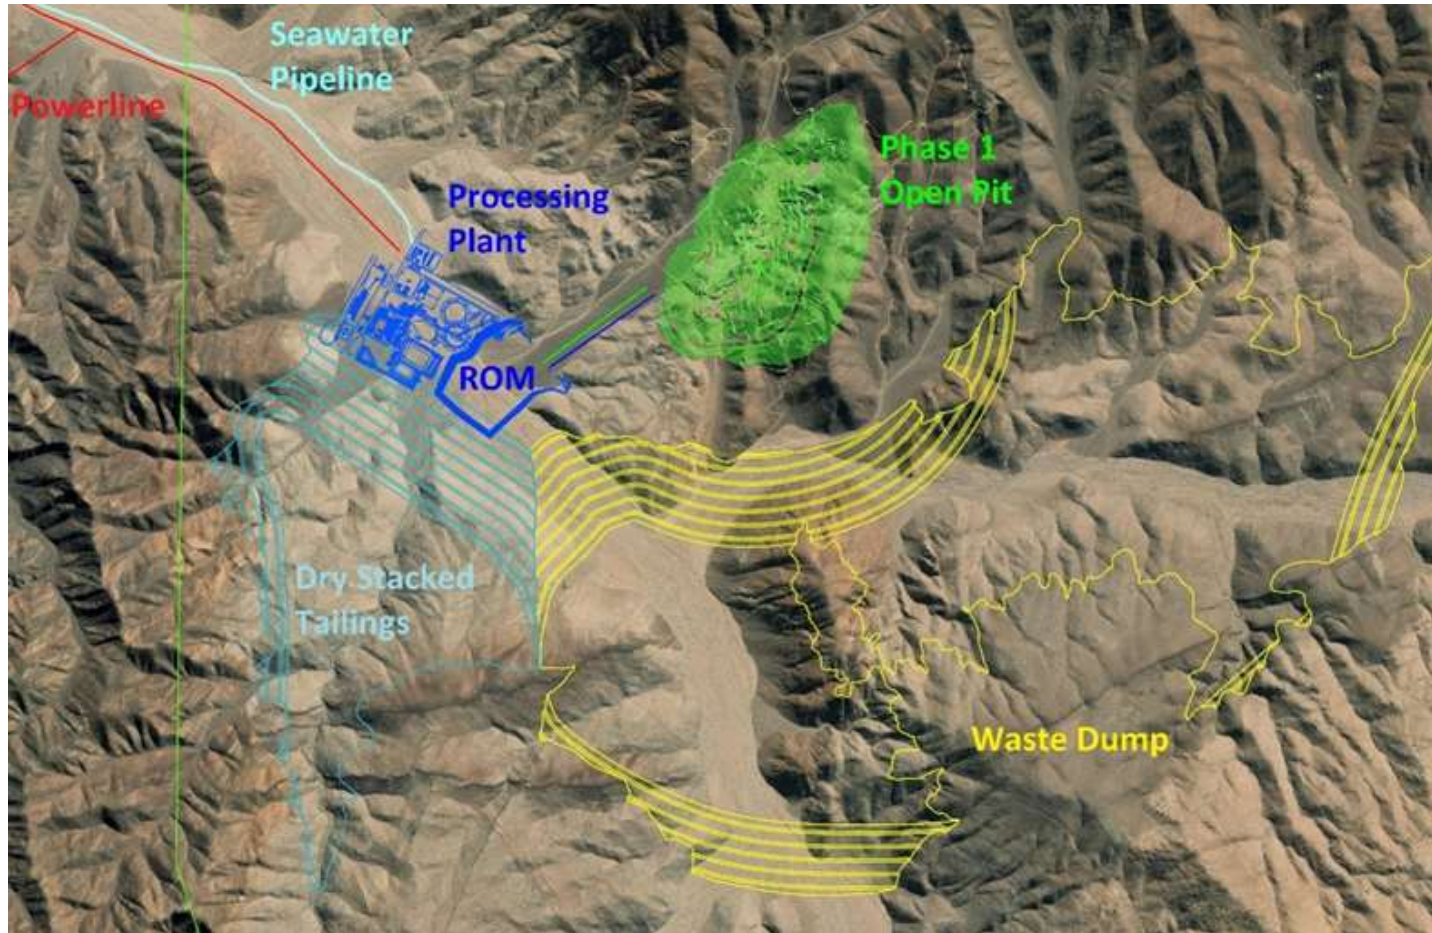 Seawater
Pipeline
Powerline
Processing
Plant
Phase 1
Open Pit
ROM
Dry Stacked
Tailings
Waste Dump